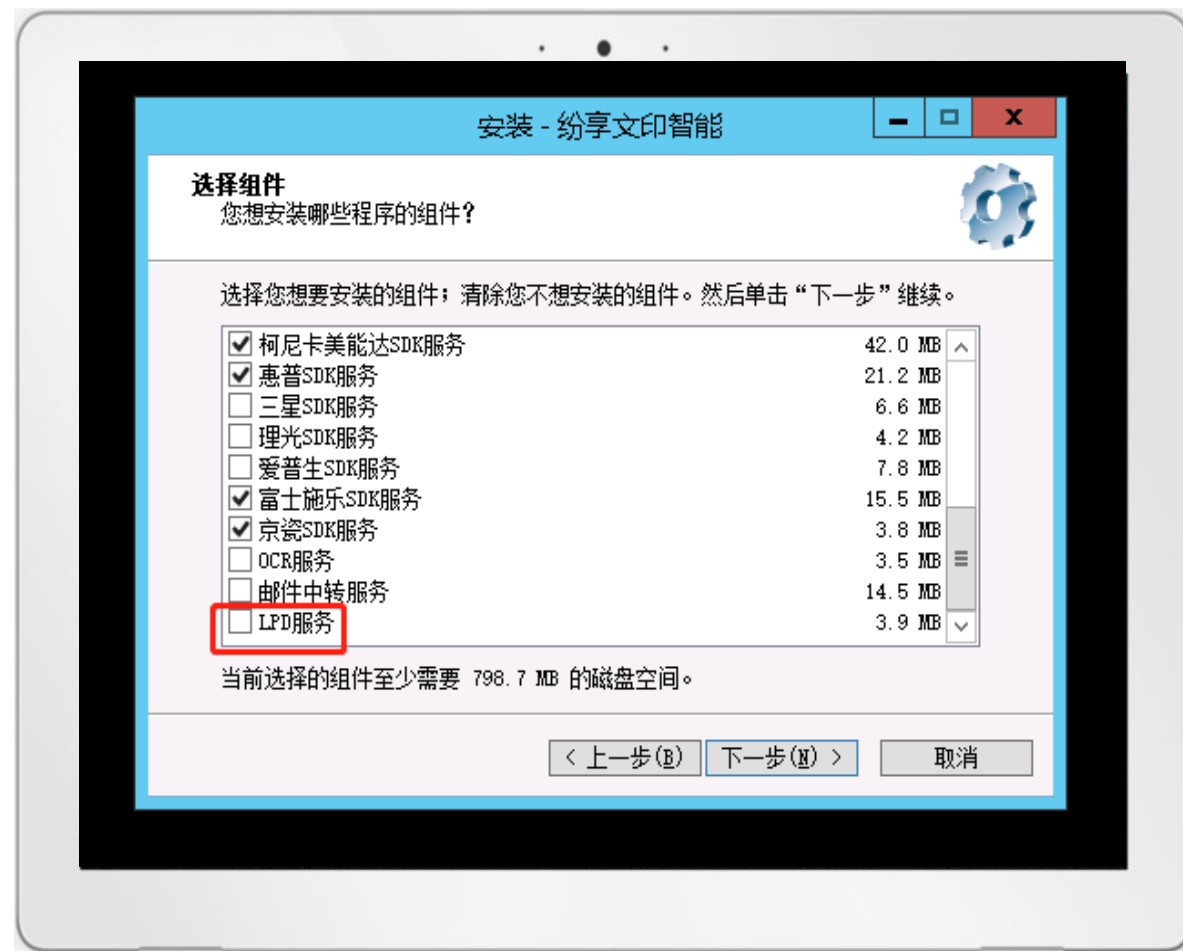 安装 - 纷享文印智能
选择组件
您想安装哪些程序的组件?
选择您想要安装的组件;清除您不想安装的组件。然后单击“下一步”继续。
柯尼卡美能达SDK服务 42.0 MB
惠普SDK服务 21.2 MB
三星SDK服务 6.6 MB
理光SDK服务 4.2 MB
爱普生SDK服务 7.8 MB
富士施乐SDK服务 15.5 MB
京瓷SDK服务 3.8 MB
OCR服务 3.5 MB
邮件中转服务 14.5 MB
LPD服务 3.9 MB
当前选择的组件至少需要 798.7 MB 的磁盘空间。
< 上一步(B) 下一步(N) > 取消